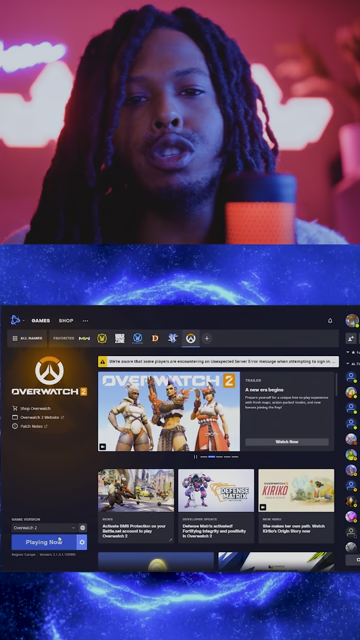 GAMES SHOP
ALL GAMES FAVORITES
We're aware that some players are encountering an Unexpected Server Error message when attempting to sign in.
OVERWATCH 2
OVERWATCH 2
TRAILER
A new era begins
Watch Now
Shop Overwatch
Overwatch 2 Website
Patch Notes
DEFENSE MATRIX
KIRIKO
NEWS
Activate SMS Protection on your Battle.net account to play Overwatch 2
DEVELOPER UPDATE
Defense Matrix activated! Fortifying integrity and positivity in Overwatch 2
NEW HERO
She makes her own path. Watch Kiriko's Origin Story now
GAME VERSION
Overwatch 2
Playing Now